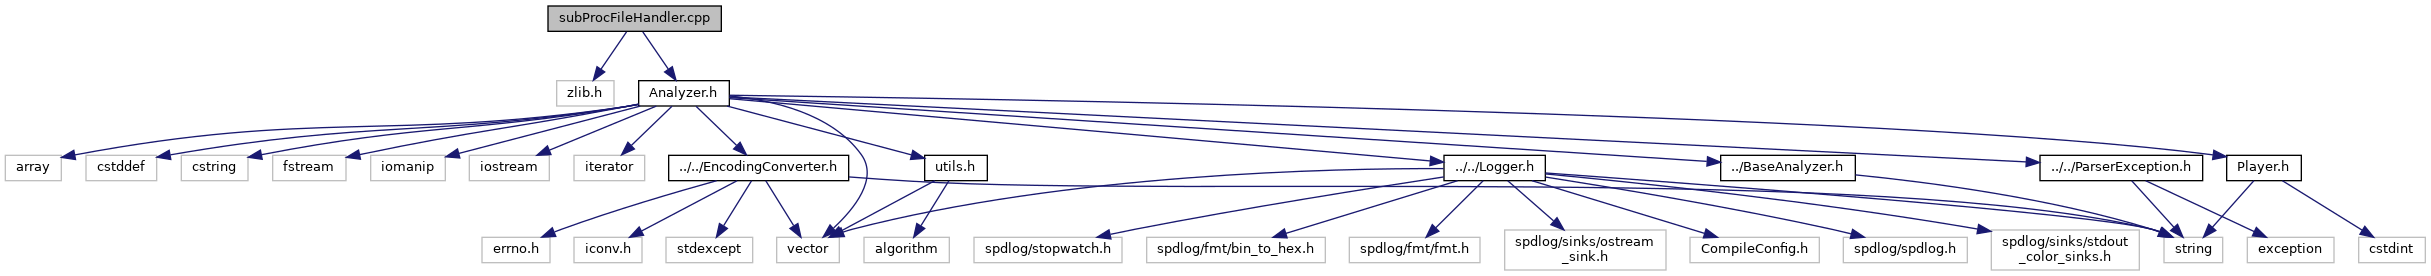 subProcFileHandler.cpp
zlib.h
Analyzer.h
array
cstddef
cstring
fstream
iomanip
iostream
iterator
../../EncodingConverter.h
utils.h
../../Logger.h
../BaseAnalyzer.h
../../ParserException.h
Player.h
errno.h
iconv.h
stdexcept
vector
algorithm
spdlog/stopwatch.h
spdlog/fmt/bin_to_hex.h
spdlog/fmt/fmt.h
spdlog/sinks/ostream
_sink.h
CompileConfig.h
spdlog/spdlog.h
spdlog/sinks/stdout
_color_sinks.h
string
exception
cstdint